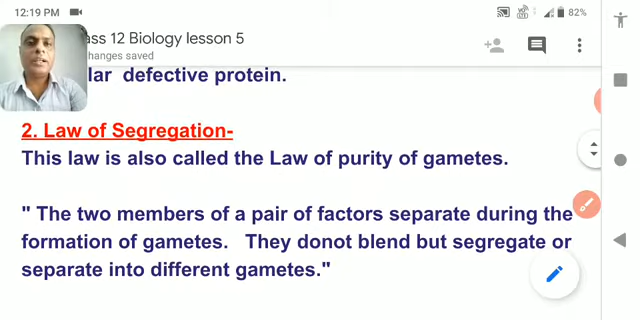 12:19 PM
82%
ass 12 Biology lesson 5
hanges saved
lar defective protein.
2. Law of Segregation-
This law is also called the Law of purity of gametes.
" The two members of a pair of factors separate during the
formation of gametes. They donot blend but segregate or
separate into different gametes."